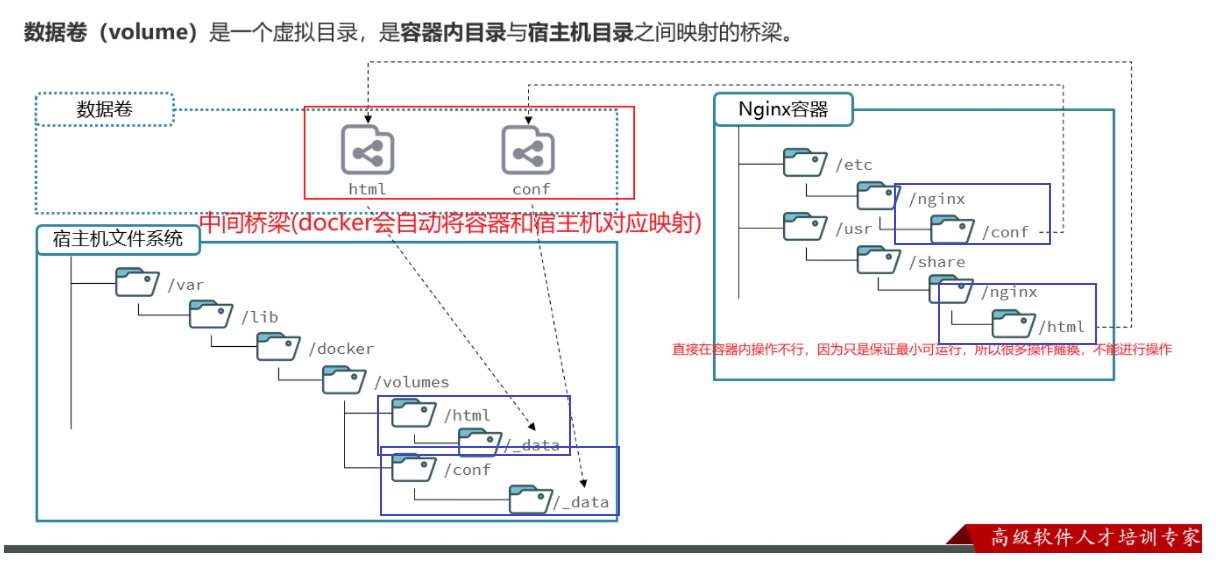 数据卷（volume）是一个虚拟目录，是容器内目录与宿主机目录之间映射的桥梁。
数据卷
html
conf
中间桥梁(docker会自动将容器和宿主机对应映射)
宿主机文件系统
/var
/lib
/docker
/volumes
/html
/_data
/conf
/_data
Nginx容器
/etc
/nginx
/conf
/usr
/share
/nginx
/html
直接在容器内操作不行，因为只是保证最小可运行，所以很多操作瘫换，不能进行操作
高级软件人才培训专家